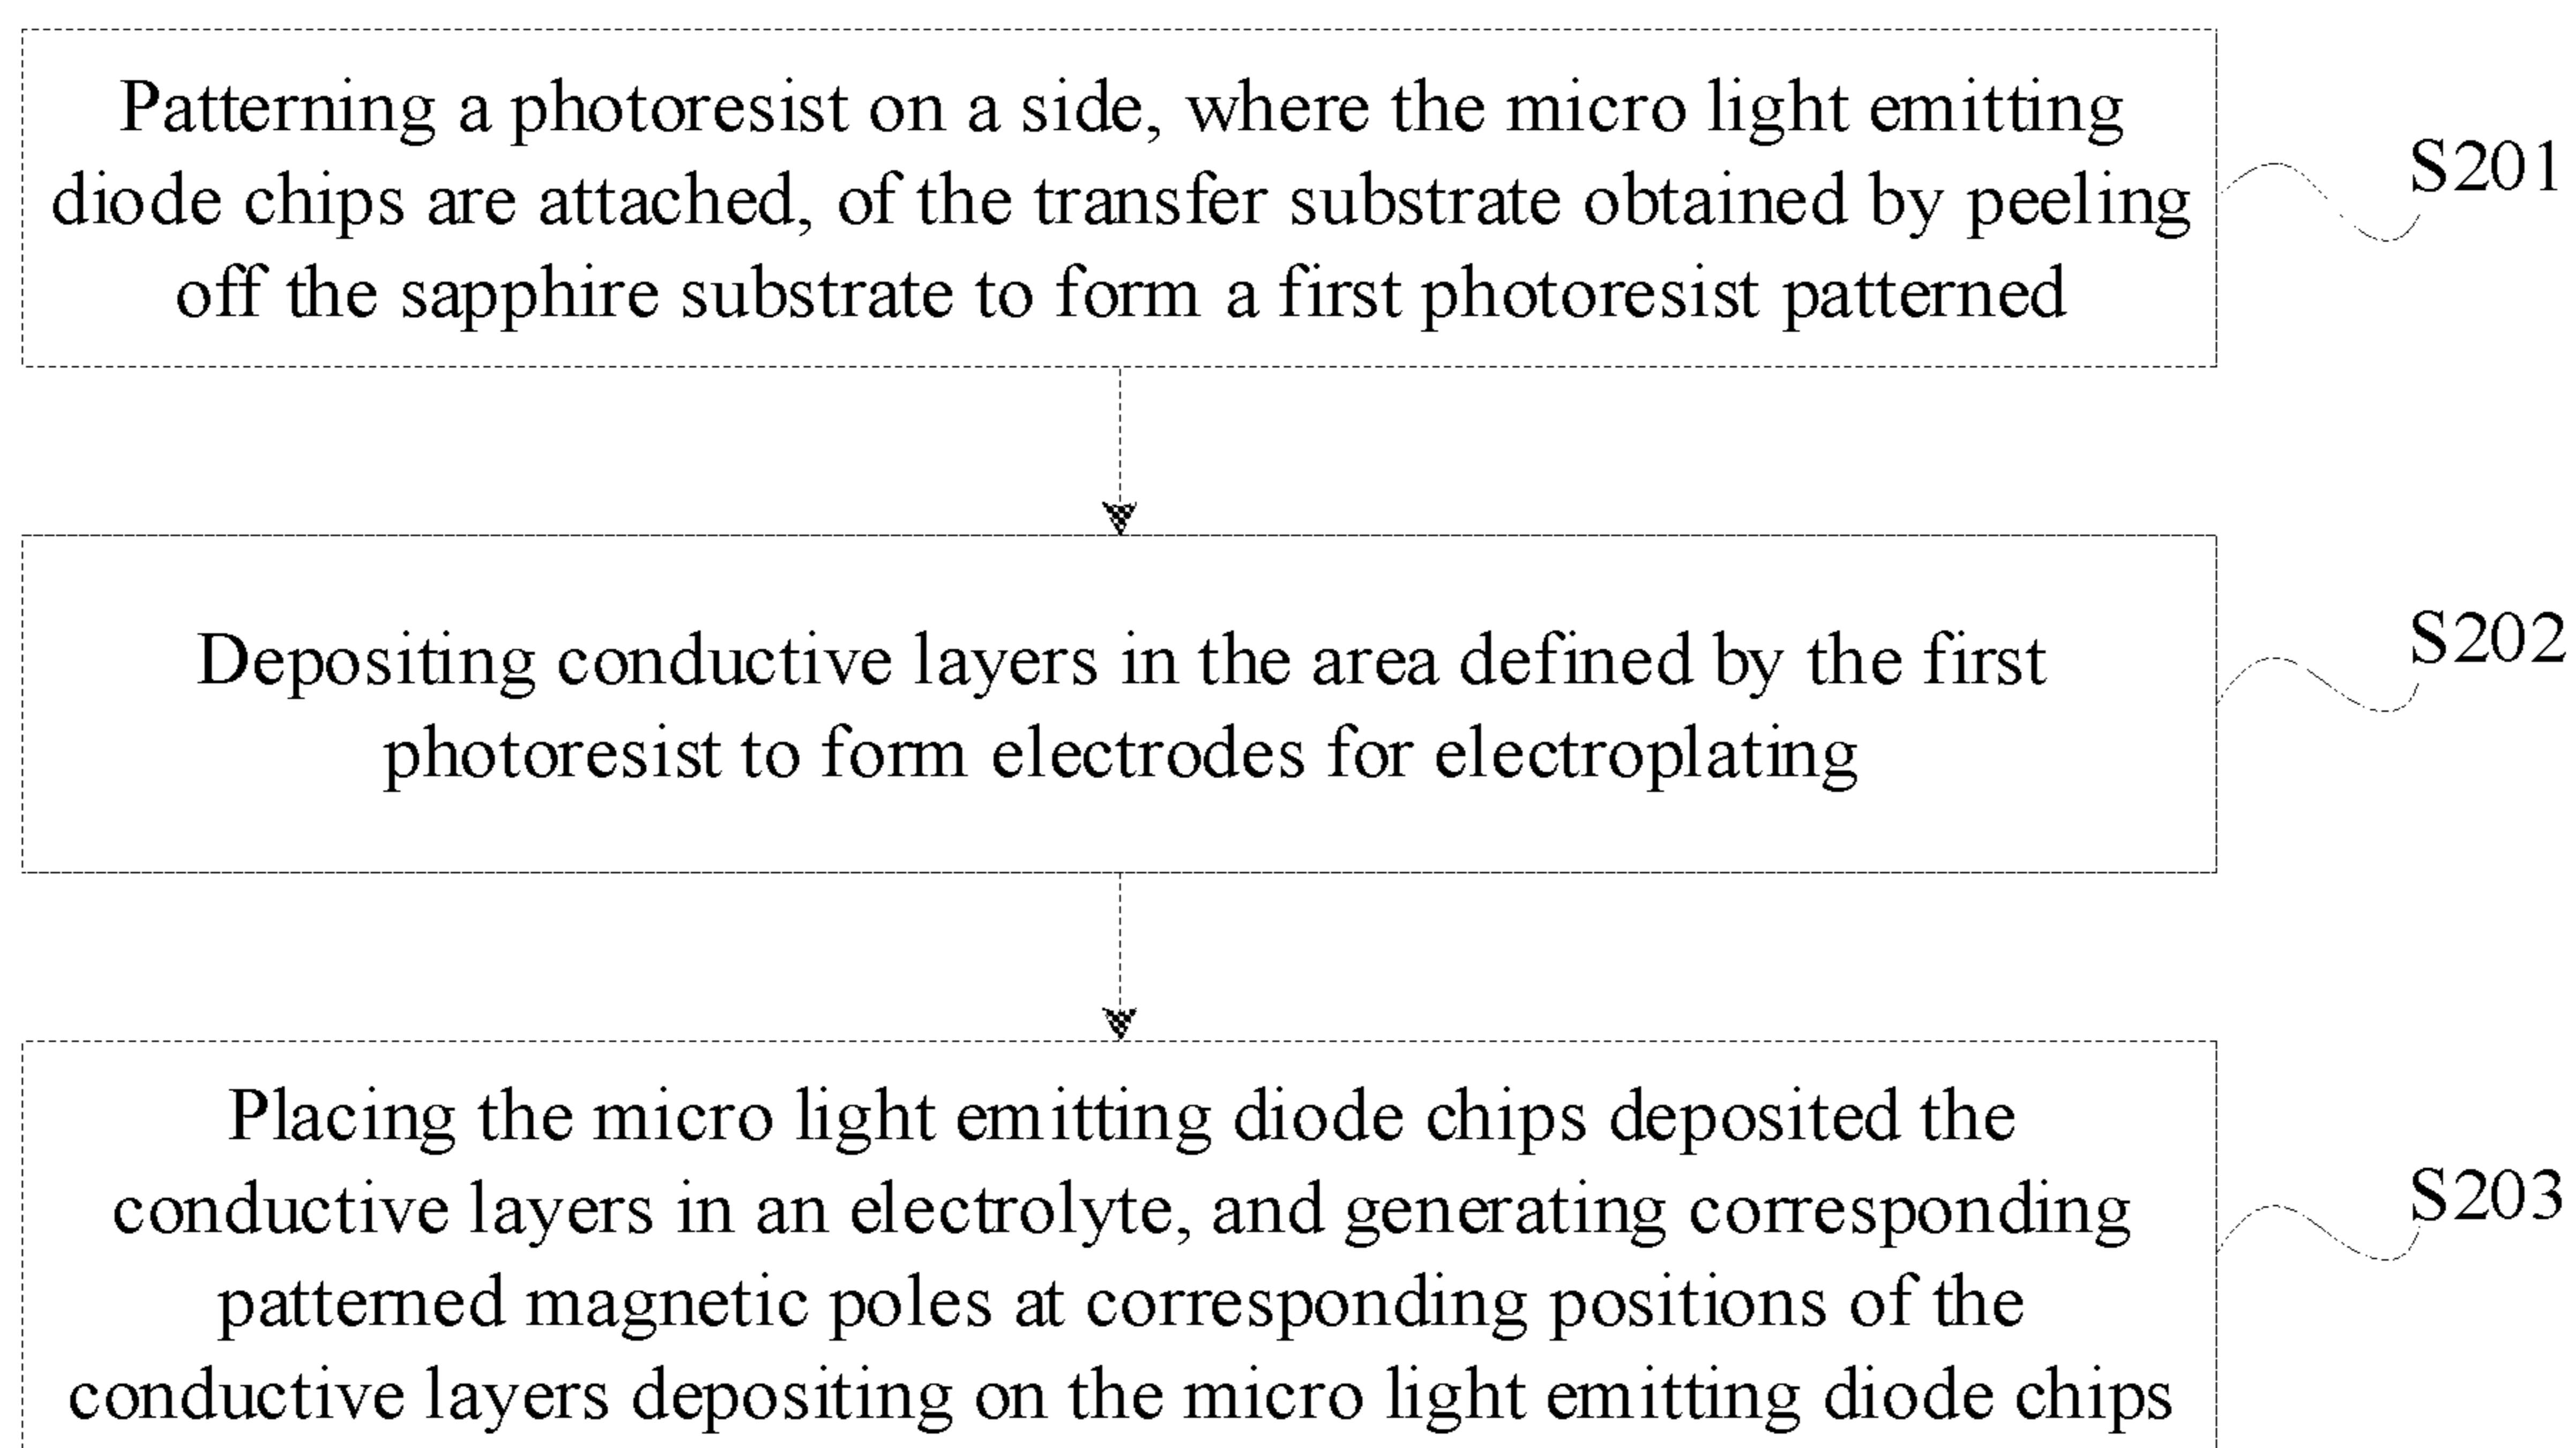 Patterning a photoresist on a side, where the micro light emitting
diode chips are attached, of the transfer substrate obtained by peeling
off the sapphire substrate to form a first photoresist patterned
S201
Depositing conductive layers in the area defined by the first
photoresist to form electrodes for electroplating
S202
Placing the micro light emitting diode chips deposited the
conductive layers in an electrolyte, and generating corresponding
patterned magnetic poles at corresponding positions of the
conductive layers depositing on the micro light emitting diode chips
S203